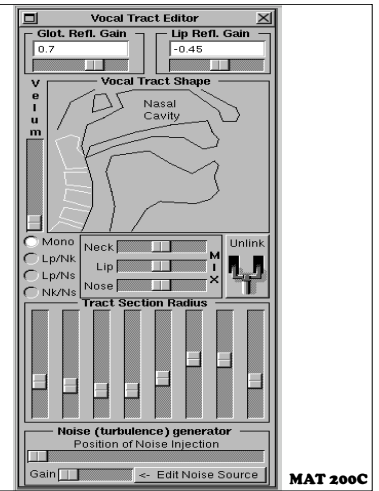 Vocal Tract Editor
Glot. Refl. Gain
Lip Refl. Gain
0.7
-0.45
Velum
Vocal Tract Shape
Nasal
Cavity
Mono
Lp/Nk
Lp/Ns
Nk/Ns
Neck
Lip
Nose
MIX
Unlink
Tract Section Radius
Noise (turbulence) generator
Position of Noise Injection
Gain
<- Edit Noise Source
MAT 200C